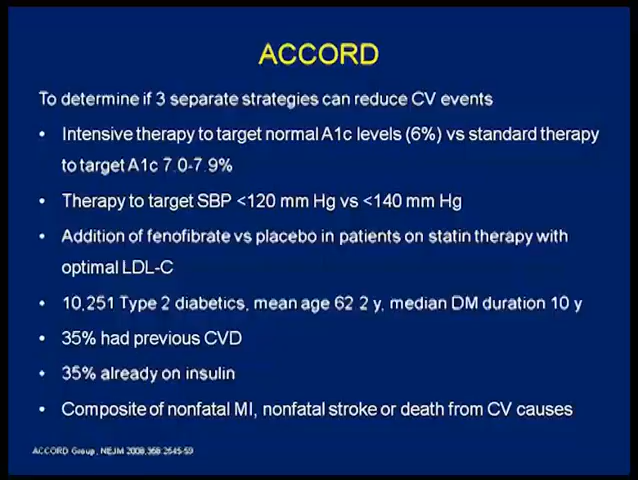 ACCORD
To determine if 3 separate strategies can reduce CV events
• Intensive therapy to target normal A1c levels (6%) vs standard therapy
to target A1c 7.0-7.9%
• Therapy to target SBP <120 mm Hg vs <140 mm Hg
• Addition of fenofibrate vs placebo in patients on statin therapy with
optimal LDL-C
• 10,251 Type 2 diabetics, mean age 62.2 y, median DM duration 10 y
• 35% had previous CVD
• 35% already on insulin
• Composite of nonfatal MI, nonfatal stroke or death from CV causes
ACCORD Group, NEJM 2008;358:2545-59